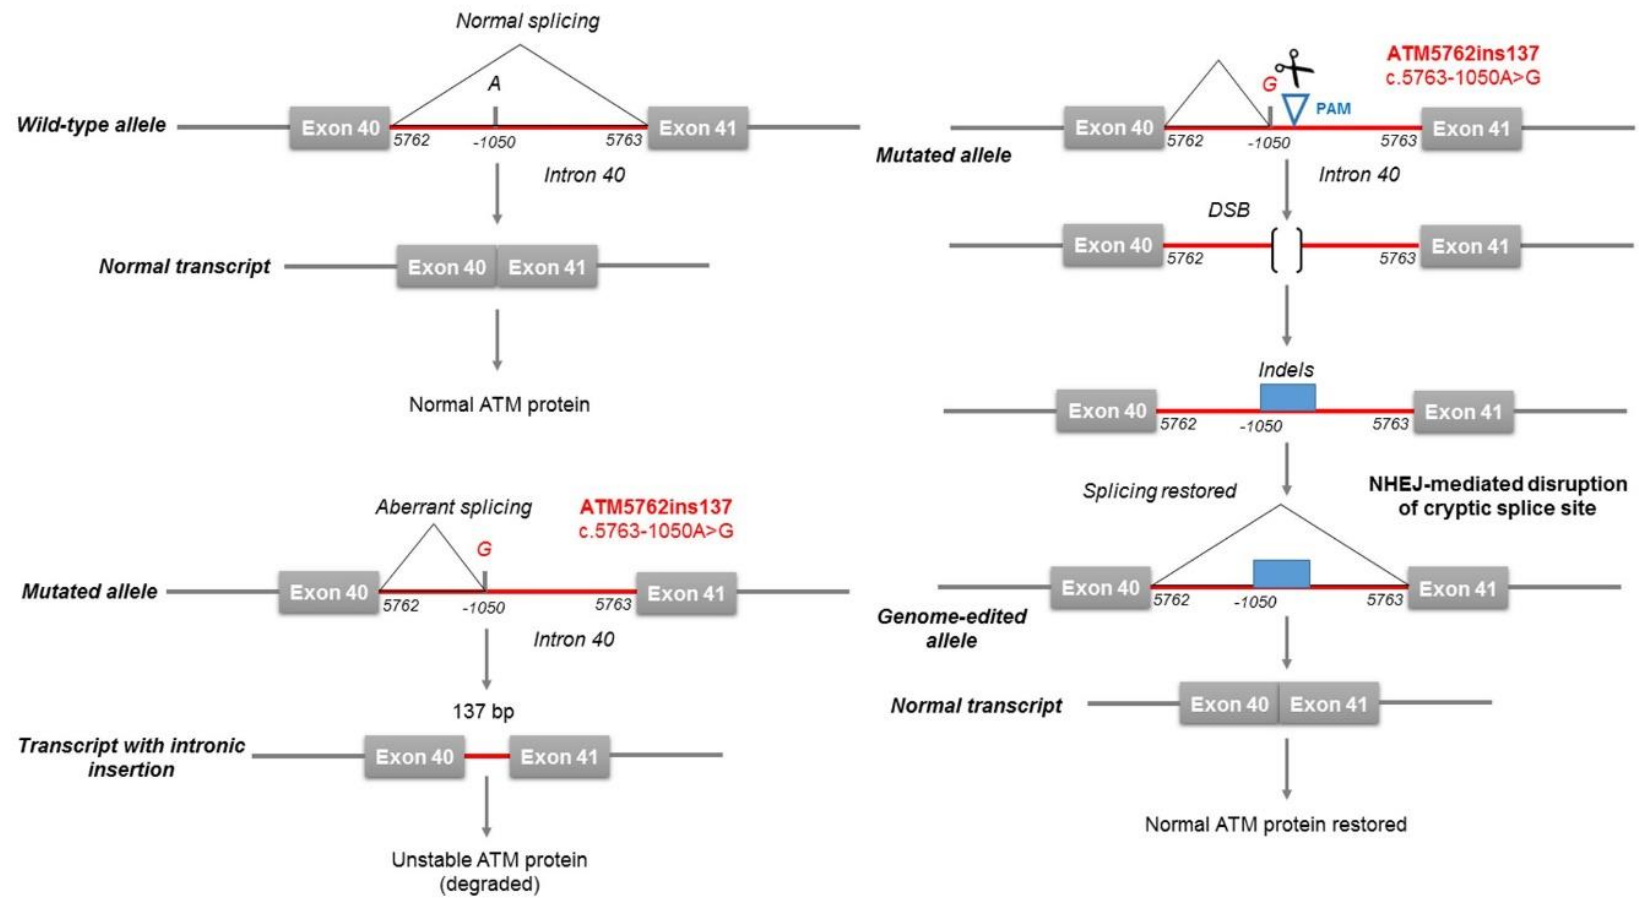 Normal splicing
A
Wild-type allele
Exon 40
Exon 41
5762
-1050
5763
Intron 40
Normal transcript
Exon 40
Exon 41
Normal ATM protein
Aberrant splicing
ATM5762ins137
c.5763-1050A>G
G
Mutated allele
Exon 40
Exon 41
5762
-1050
5763
Intron 40
137 bp
Transcript with intronic
insertion
Exon 40
Exon 41
Unstable ATM protein
(degraded)
ATM5762ins137
c.5763-1050A>G
G
PAM
Exon 40
Exon 41
5762
-1050
5763
Mutated allele
Intron 40
DSB
Exon 40
Exon 41
5762
5763
Indels
Exon 40
Exon 41
5762
-1050
5763
Splicing restored
NHEJ-mediated disruption
of cryptic splice site
Exon 40
Exon 41
5762
-1050
5763
Genome-edited
allele
Normal transcript
Exon 40
Exon 41
Normal ATM protein restored